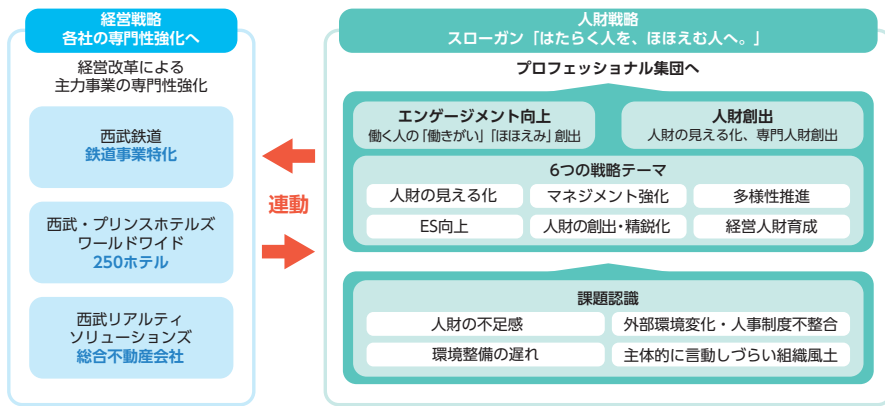 経営戦略
各社の専門性強化へ
経営改革による
主力事業の専門性強化
西武鉄道
鉄道事業特化
西武・プリンスホテルズ
ワールドワイド
250ホテル
西武リアルティ
ソリューションズ
総合不動産会社
連動
人財戦略
スローガン「はたらく人を、ほほえむ人へ。」
プロフェッショナル集団へ
エンゲージメント向上
働く人の「働きがい」「ほほえみ」創出
人財創出
人財の見える化、専門人財創出
6つの戦略テーマ
人財の見える化
マネジメント強化
多様性推進
ES向上
人財の創出・精鋭化
経営人財育成
課題認識
人財の不足感
外部環境変化・人事制度不整合
環境整備の遅れ
主体的に言動しづらい組織風土